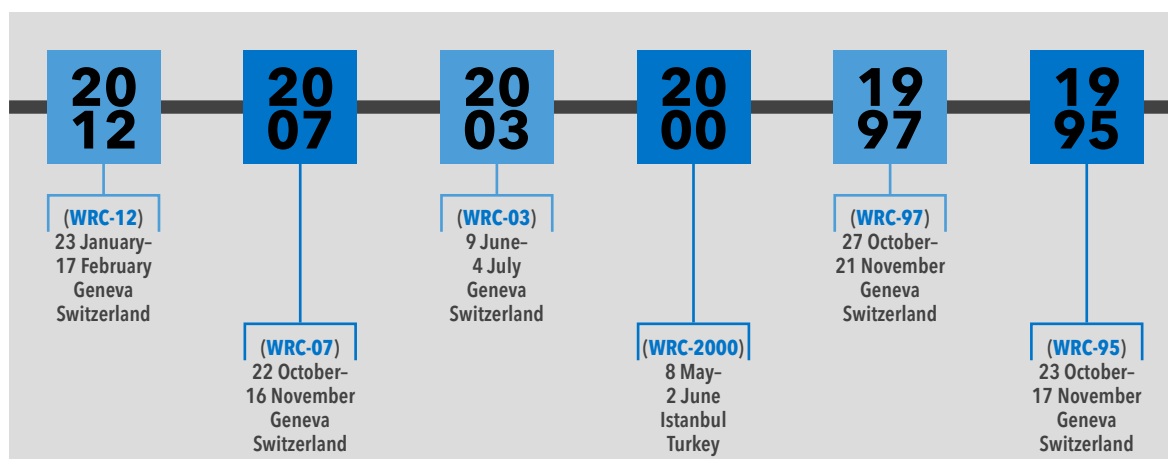 20
12
(WRC-12)
23 January–
17 February
Geneva
Switzerland
20
07
(WRC-07)
22 October–
16 November
Geneva
Switzerland
20
03
(WRC-03)
9 June–
4 July
Geneva
Switzerland
20
00
(WRC-2000)
8 May–
2 June
Istanbul
Turkey
19
97
(WRC-97)
27 October–
21 November
Geneva
Switzerland
19
95
(WRC-95)
23 October–
17 November
Geneva
Switzerland